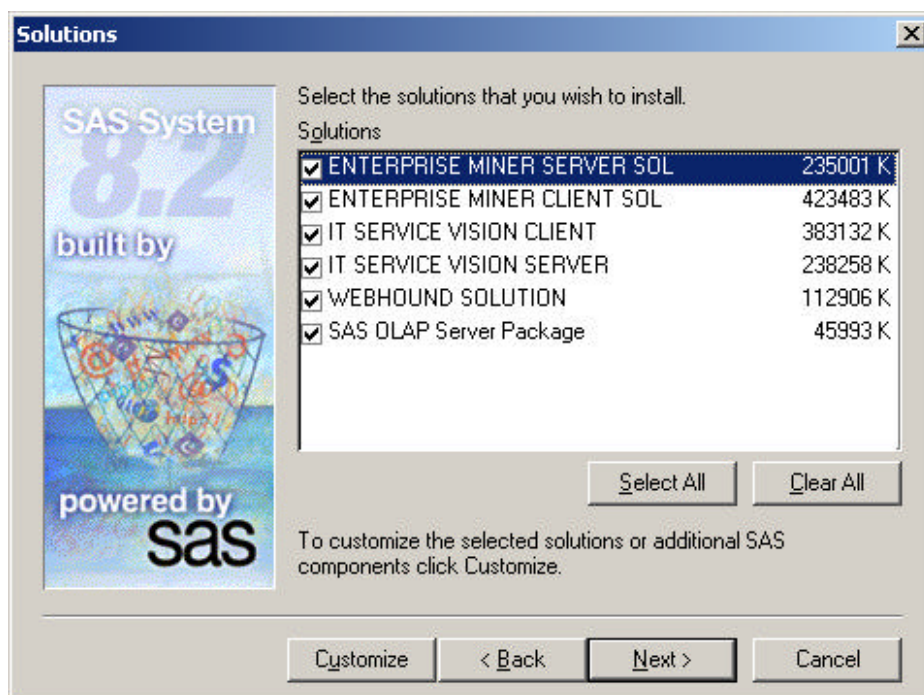 Solutions
SAS System
8.2
built by
powered by
sas
Select the solutions that you wish to install.
Solutions
ENTERPRISE MINER SERVER SOL 235001 K
ENTERPRISE MINER CLIENT SOL 423483 K
IT SERVICE VISION CLIENT 383132 K
IT SERVICE VISION SERVER 238258 K
WEBHOUND SOLUTION 112906 K
SAS OLAP Server Package 45993 K
Select All Clear All
To customize the selected solutions or additional SAS
components click Customize.
Customize < Back Next > Cancel